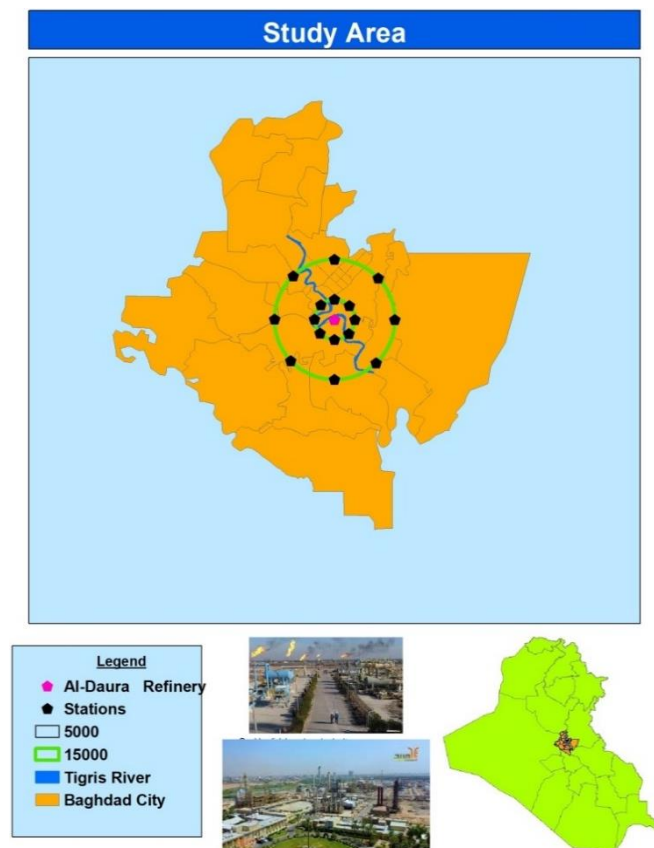 Study Area
Legend
Al-Daura Refinery
Stations
5000
15000
Tigris River
Baghdad City